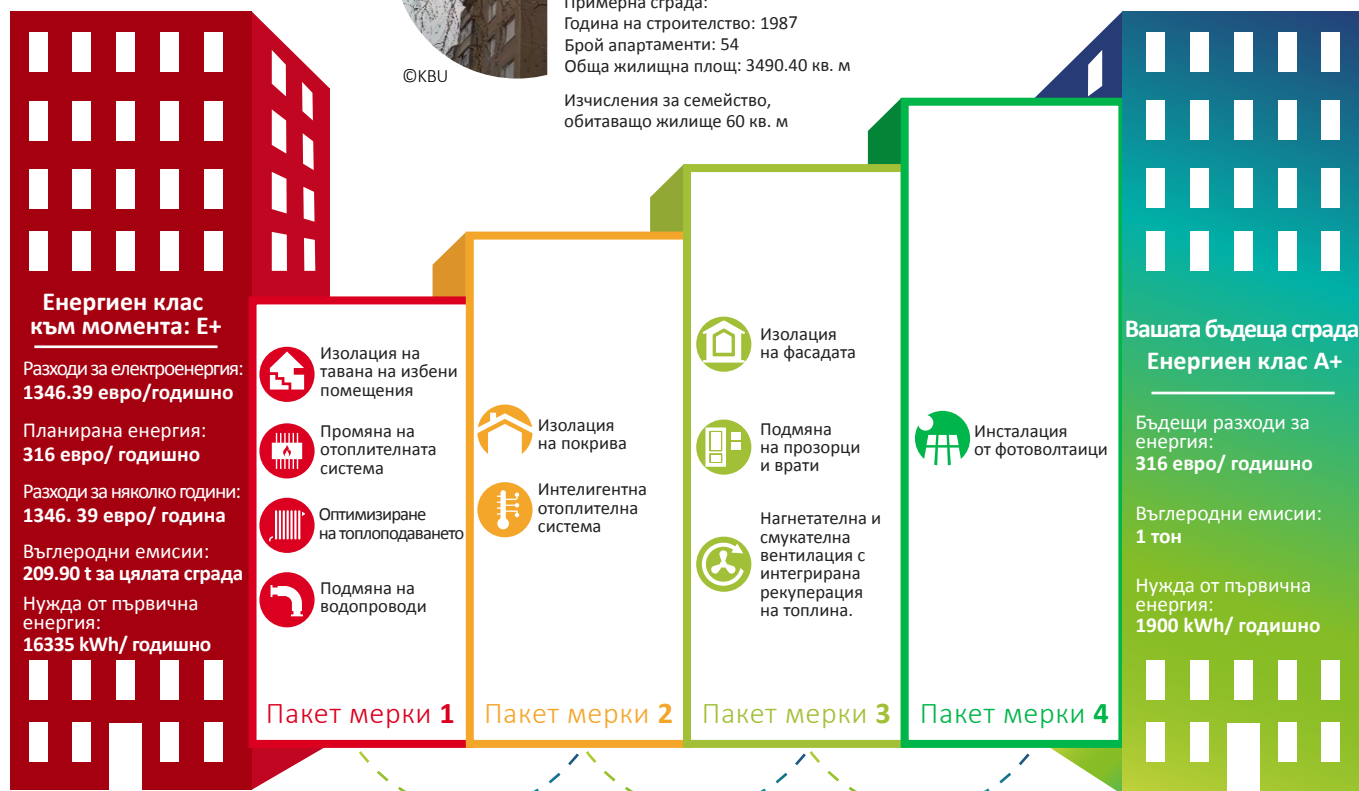 Примерна сграда:
Година на строителство: 1987
Брой апартаменти: 54
Обща жилищна площ: 3490.40 кв. м
©KBU
Изчисления за семейство,
обитаващо жилище 60 кв. м
Енергиен клас
към момента: E+
Разходи за електроенергия:
1346.39 евро/годишно
Планирана енергия:
316 евро/ годишно
Разходи за няколко години:
1346. 39 евро/ година
Въглеродни емисии:
209.90 t за цялата сграда
Нужда от първична
енергия:
16335 kWh/ годишно
Изолация на
тавана на избени
помещения
Промяна на
отоплителната
система
Оптимизиране
на топлоподаването
Подмяна на
водопроводи
Пакет мерки 1
Изолация
на покрива
Интелигентна
отоплителна
система
Пакет мерки 2
Изолация
на фасадата
Подмяна
на прозорци
и врати
Нагнетателна и
смукателна
вентилация с
интегрирана
рекуперация
на топлина.
Пакет мерки 3
Инсталация
от фотоволтаици
Пакет мерки 4
Вашата бъдеща сграда
Енергиен клас A+
Бъдещи разходи за
енергия:
316 евро/ годишно
Въглеродни емисии:
1 тон
Нужда от първична
енергия:
1900 kWh/ годишно